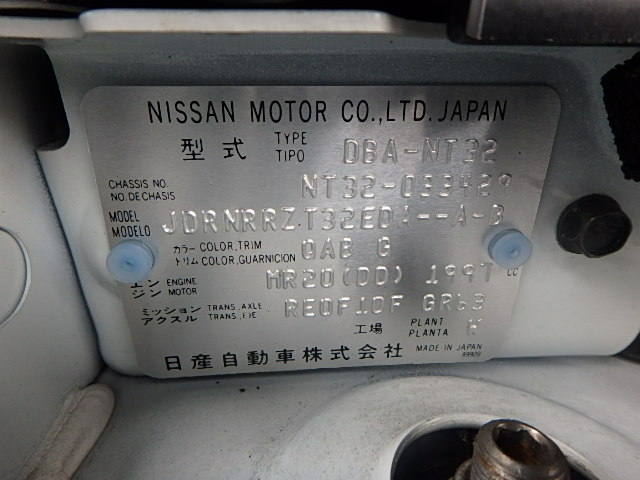 NISSAN MOTOR CO.,LTD. JAPAN
型式 TYPE TIPO DBA-NT32
CHASSIS NO. NO. DE CHASIS NT32-033429
MODEL MODELO JDRNRRZT32EDA--A-B
カラー COLOR,TRIM トリム COLOR,GUARNICION QAB G
エンジン ENGINE MOTOR MR20(DD) 1997 CC
ミッション TRANS.,AXLE アクスル TRANS.,EJE RE0F10F GR63
工場 PLANT PLANTA K
日産自動車株式会社 MADE IN JAPAN
89909